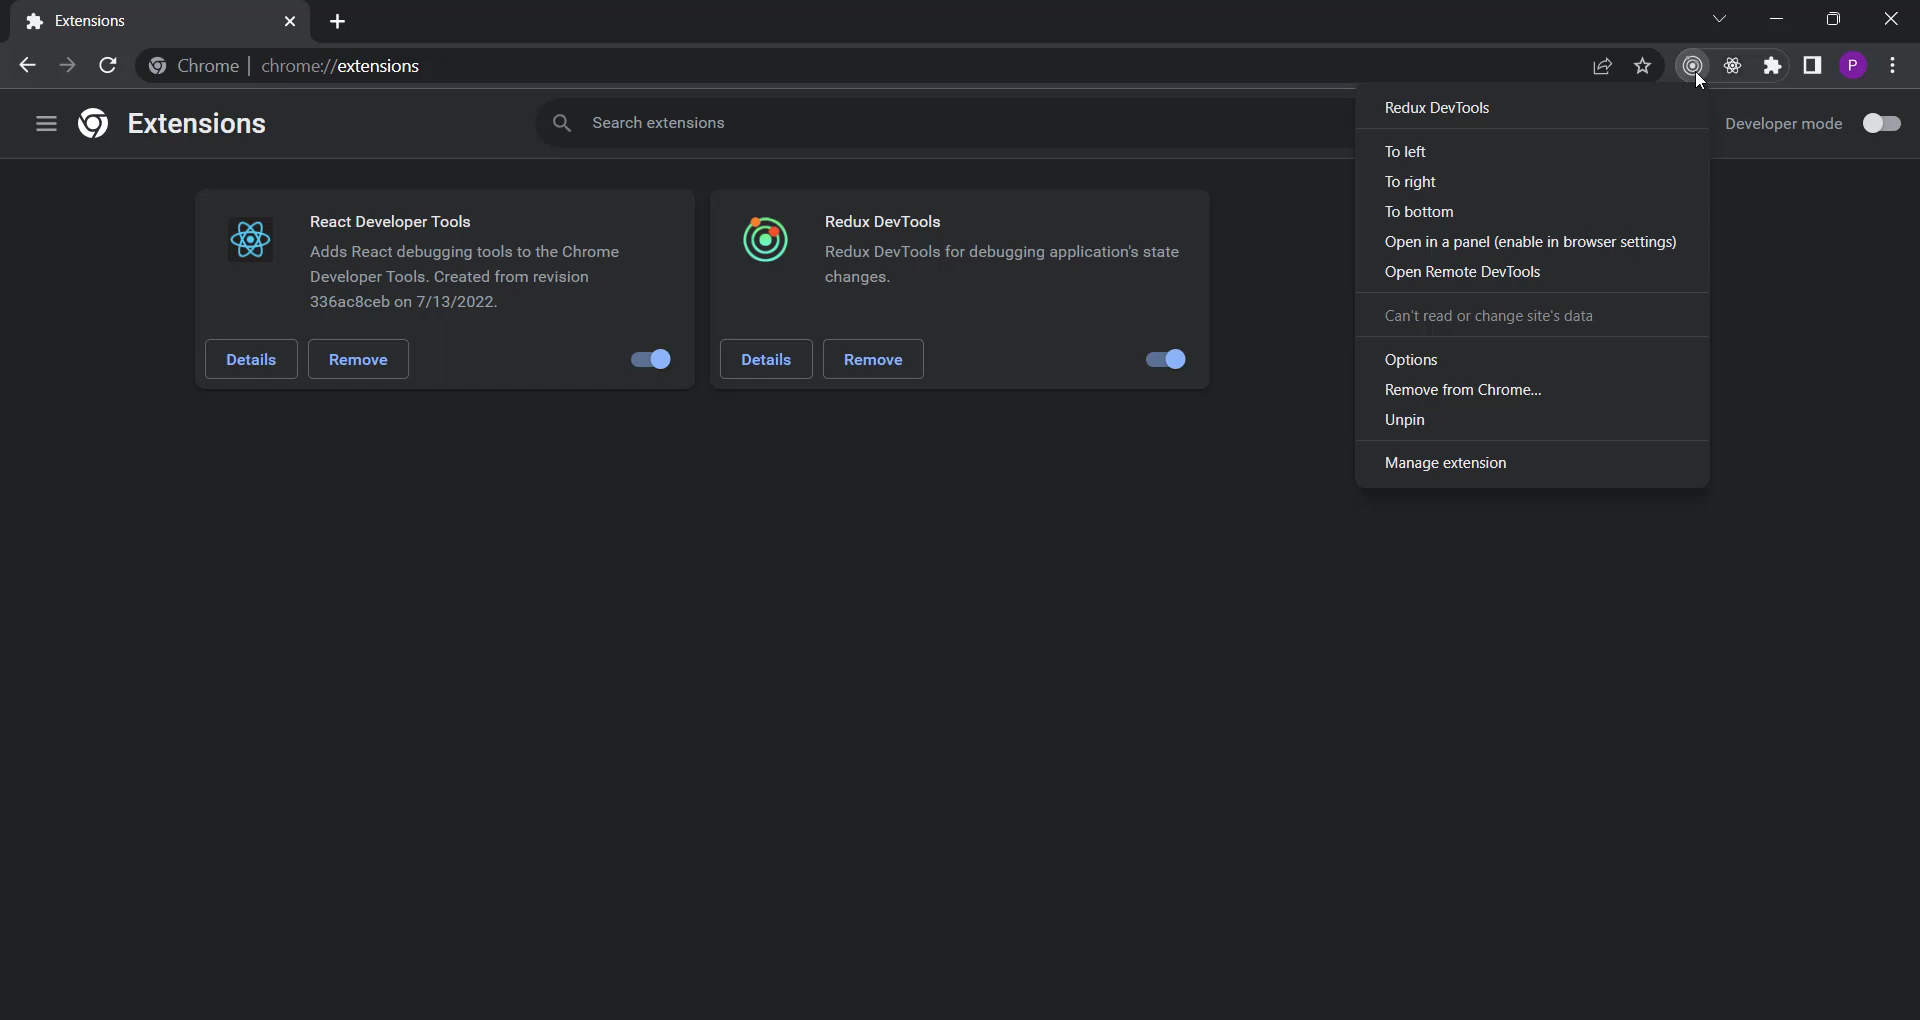 Extensions
Chrome | chrome://extensions
P
Extensions
Search extensions
Developer mode
React Developer Tools
Adds React debugging tools to the Chrome
Developer Tools. Created from revision
336ac8ceb on 7/13/2022.
Details
Remove
Redux DevTools
Redux DevTools for debugging application's state
changes.
Details
Remove
Redux DevTools
To left
To right
To bottom
Open in a panel (enable in browser settings)
Open Remote DevTools
Can't read or change site's data
Options
Remove from Chrome...
Unpin
Manage extension